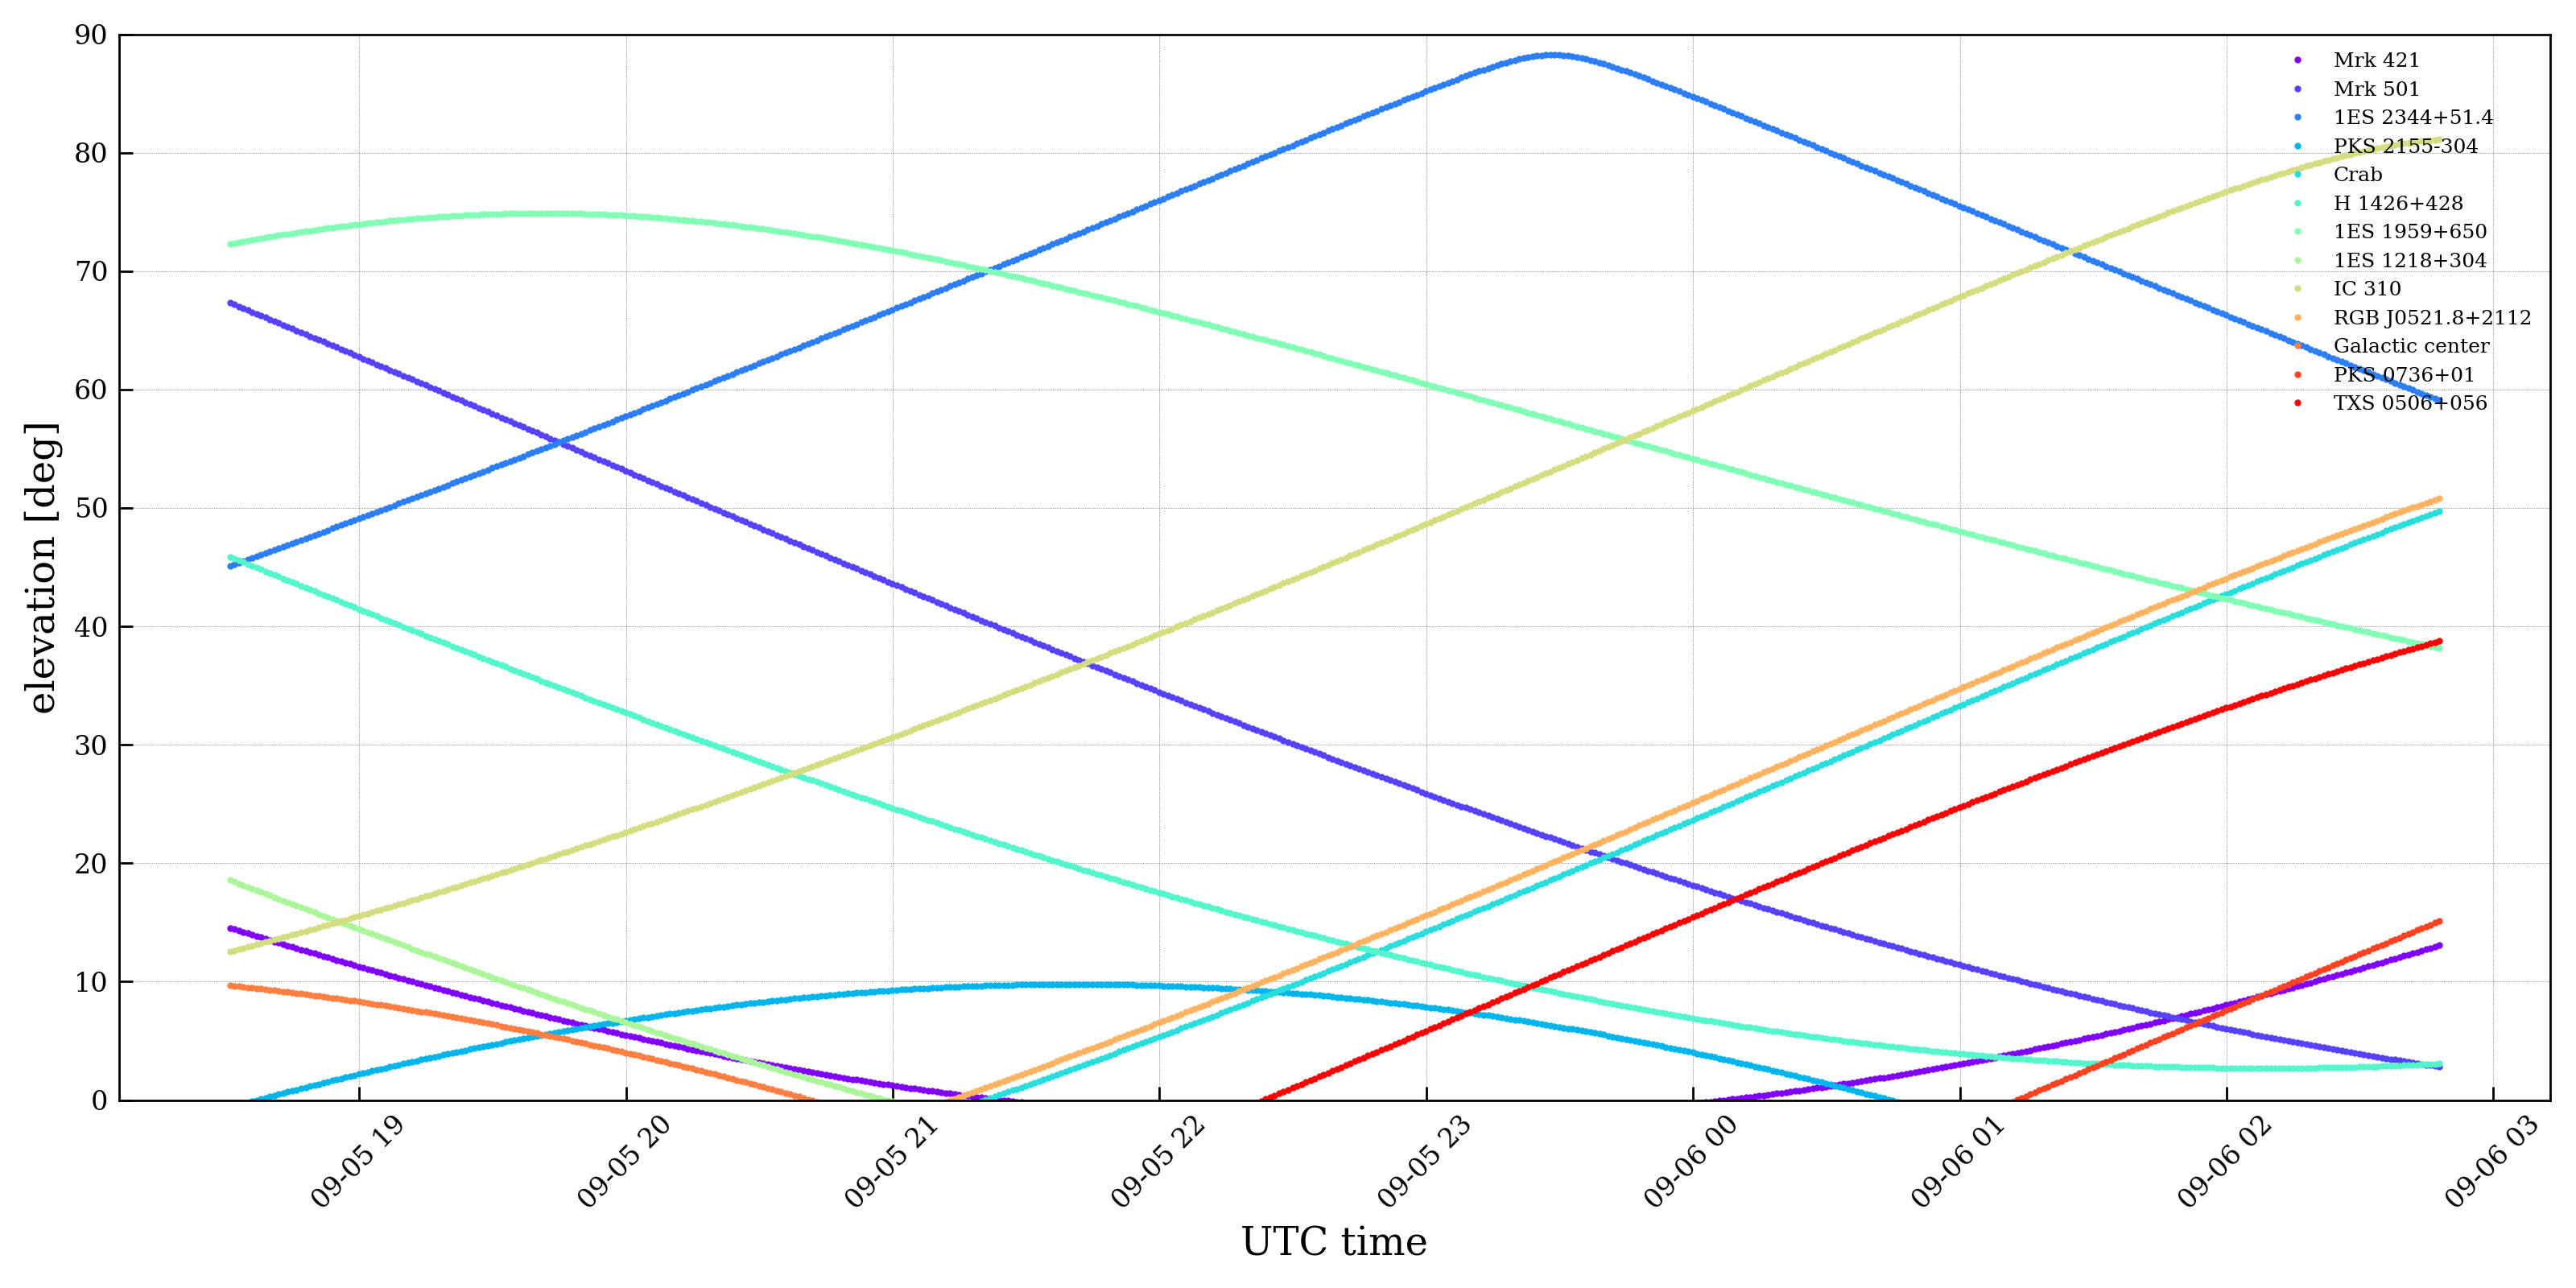 90
80
70
60
50
40
30
20
10
0
elevation [deg]
Mrk 421
Mrk 501
1ES 2344+51.4
PKS 2155-304
Crab
H 1426+428
1ES 1959+650
1ES 1218+304
IC 310
RGB J0521.8+2112
Galactic center
PKS 0736+01
TXS 0506+056
09-05 19
09-05 20
09-05 21
09-05 22
09-05 23
09-06 00
09-06 01
09-06 02
09-06 03
UTC time